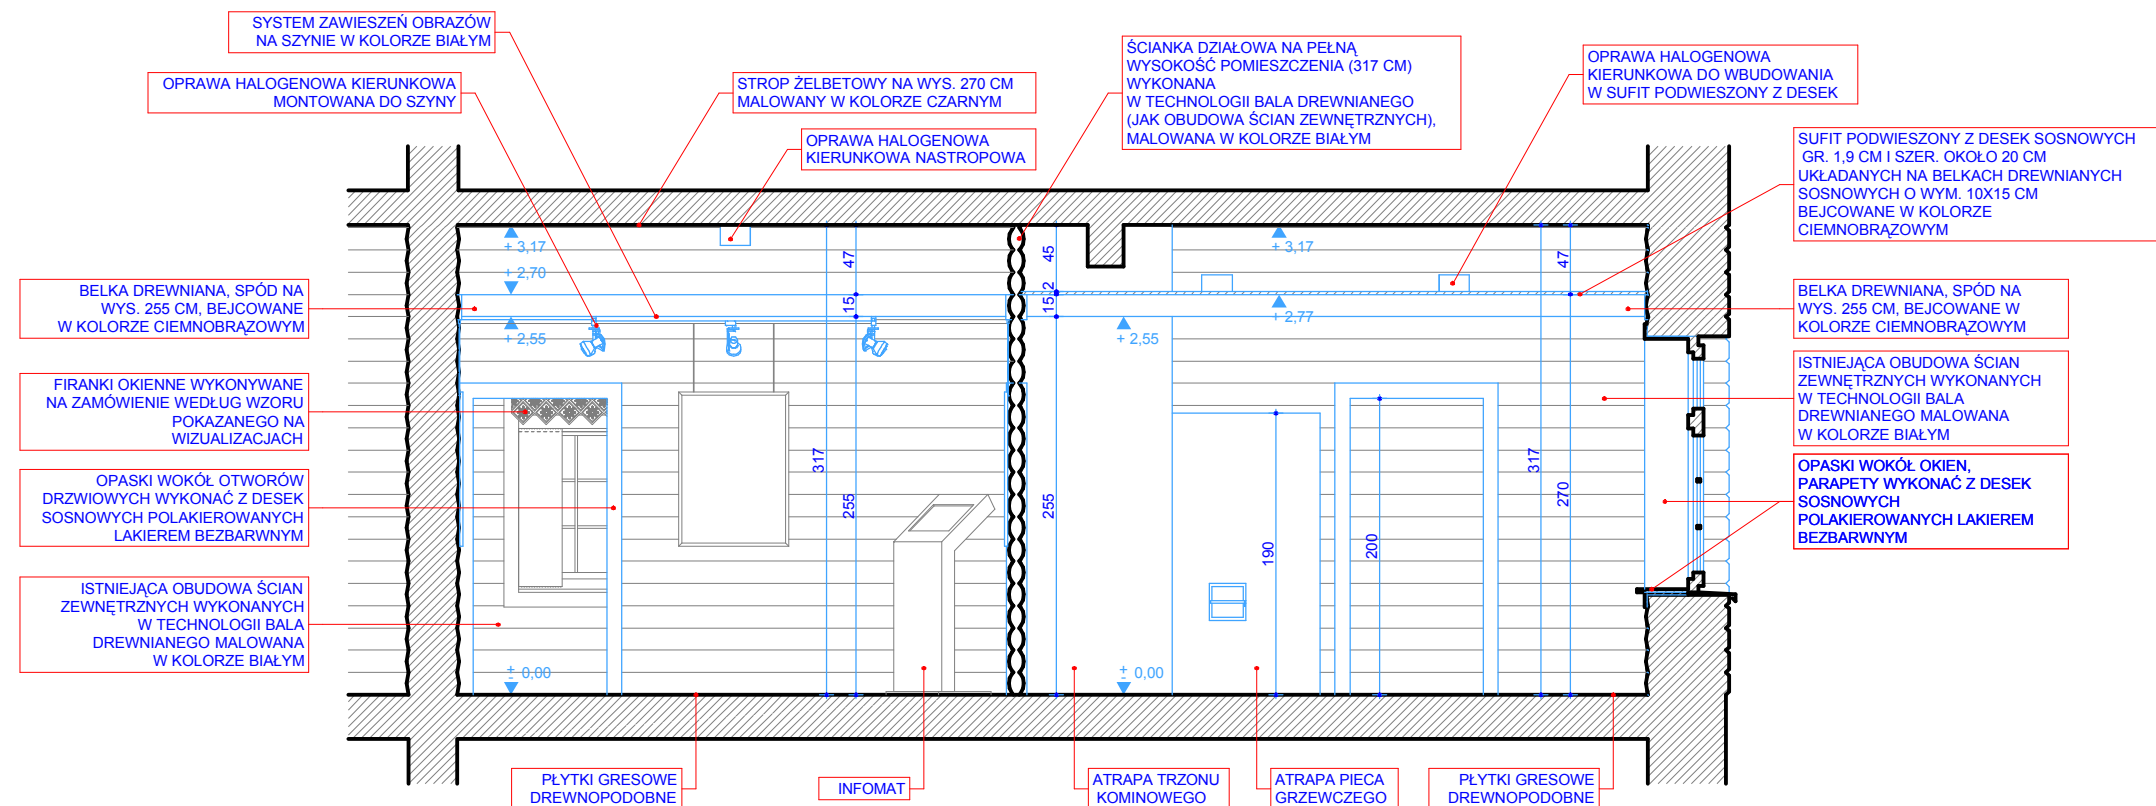 SYSTEM ZAWIESZEŃ OBRAZÓW
NA SZYNIE W KOLORZE BIAŁYM
OPRAWA HALOGENOWA KIERUNKOWA
MONTOWANA DO SZYNY
STROP ŻELBETOWY NA WYS. 270 CM
MALOWANY W KOLORZE CZARNYM
OPRAWA HALOGENOWA
KIERUNKOWA NASTROPOWA
ŚCIANKA DZIAŁOWA NA PEŁNĄ
WYSOKOŚĆ POMIESZCZENIA (317 CM)
WYKONANA
W TECHNOLOGII BALA DREWNIANEGO
(JAK OBUDOWA ŚCIAN ZEWNĘTRZNYCH),
MALOWANA W KOLORZE BIAŁYM
OPRAWA HALOGENOWA
KIERUNKOWA DO WBUDOWANIA
W SUFIT PODWIESZONY Z DESEK
SUFIT PODWIESZONY Z DESEK SOSNOWYCH
GR. 1,9 CM I SZER. OKOŁO 20 CM
UKŁADANYCH NA BELKACH DREWNIANYCH
SOSNOWYCH O WYM. 10X15 CM
BEJCOWANE W KOLORZE
CIEMNOBRĄZOWYM
BELKA DREWNIANA, SPÓD NA
WYS. 255 CM, BEJCOWANE
W KOLORZE CIEMNOBRĄZOWYM
FIRANKI OKIENNE WYKONYWANE
NA ZAMÓWIENIE WEDŁUG WZORU
POKAZANEGO NA
WIZUALIZACJACH
OPASKI WOKÓŁ OTWORÓW
DRZWIOWYCH WYKONAĆ Z DESEK
SOSNOWYCH POLAKIEROWANYCH
LAKIEREM BEZBARWNYM
ISTNIEJĄCA OBUDOWA ŚCIAN
ZEWNĘTRZNYCH WYKONANYCH
W TECHNOLOGII BALA
DREWNIANEGO MALOWANA
W KOLORZE BIAŁYM
+ 3,17
+ 2,70
+ 2,55
± 0,00
47
15
317
255
45
2
15
255
+ 3,17
+ 2,77
+ 2,55
± 0,00
190
200
317
47
270
BELKA DREWNIANA, SPÓD NA
WYS. 255 CM, BEJCOWANE W
KOLORZE CIEMNOBRĄZOWYM
ISTNIEJĄCA OBUDOWA ŚCIAN
ZEWNĘTRZNYCH WYKONANYCH
W TECHNOLOGII BALA
DREWNIANEGO MALOWANA
W KOLORZE BIAŁYM
OPASKI WOKÓŁ OKIEN,
PARAPETY WYKONAĆ Z DESEK
SOSNOWYCH
POLAKIEROWANYCH LAKIEREM
BEZBARWNYM
PŁYTKI GRESOWE
DREWNOPODOBNE
INFOMAT
ATRAPA TRZONU
KOMINOWEGO
ATRAPA PIECA
GRZEWCZEGO
PŁYTKI GRESOWE
DREWNOPODOBNE